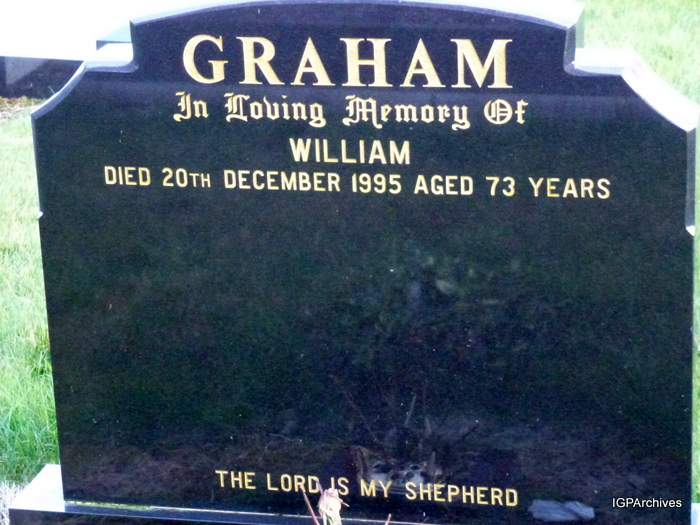 GRAHAM
In Loving Memory Of
WILLIAM
DIED 20TH DECEMBER 1995 AGED 73 YEARS
THE LORD IS MY SHEPHERD
IGPArchives